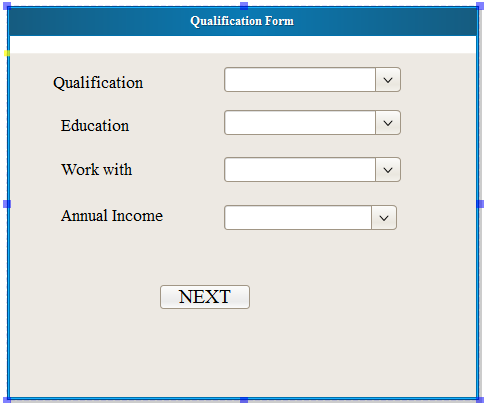 Qualification Form
Qualification
Education
Work with
Annual Income
NEXT